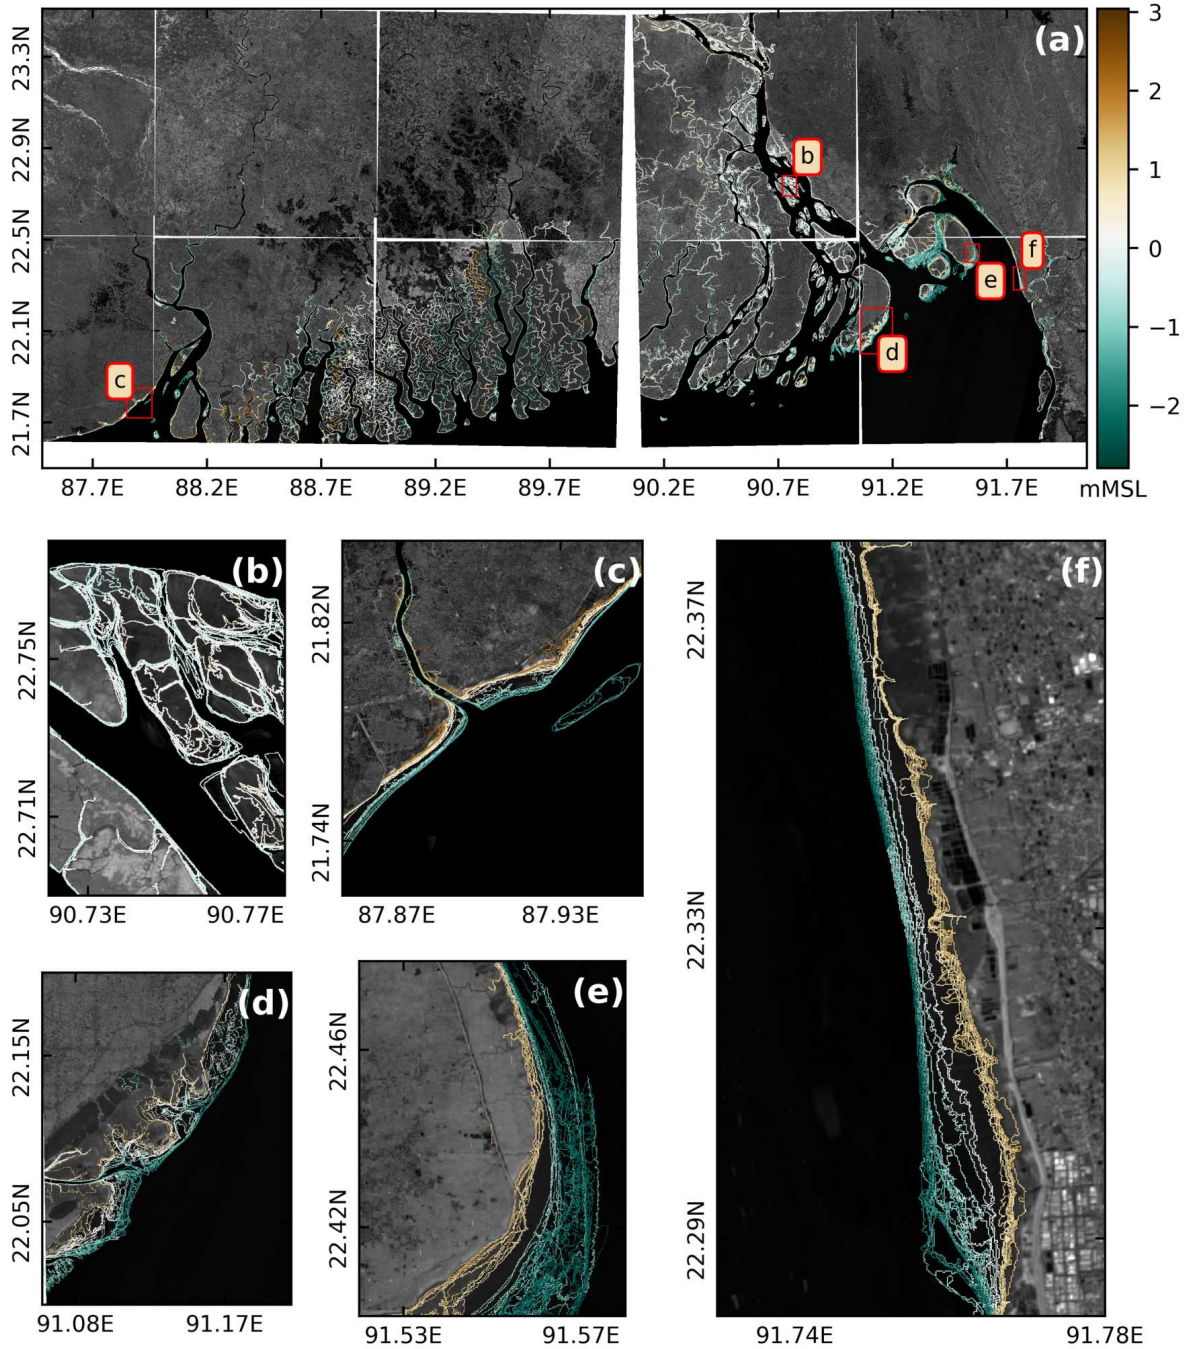 (a)
3
2
1
0
−1
−2
mMSL
23.3N
22.9N
22.5N
22.1N
21.7N
b
c
d
e
f
87.7E 88.2E 88.7E 89.2E 89.7E 90.2E 90.7E 91.2E 91.7E
(b)
22.75N
22.71N
90.73E 90.77E
(c)
21.82N
21.74N
87.87E 87.93E
(d)
22.15N
22.05N
91.08E 91.17E
(e)
22.46N
22.42N
91.53E 91.57E
(f)
22.37N
22.33N
22.29N
91.74E 91.78E